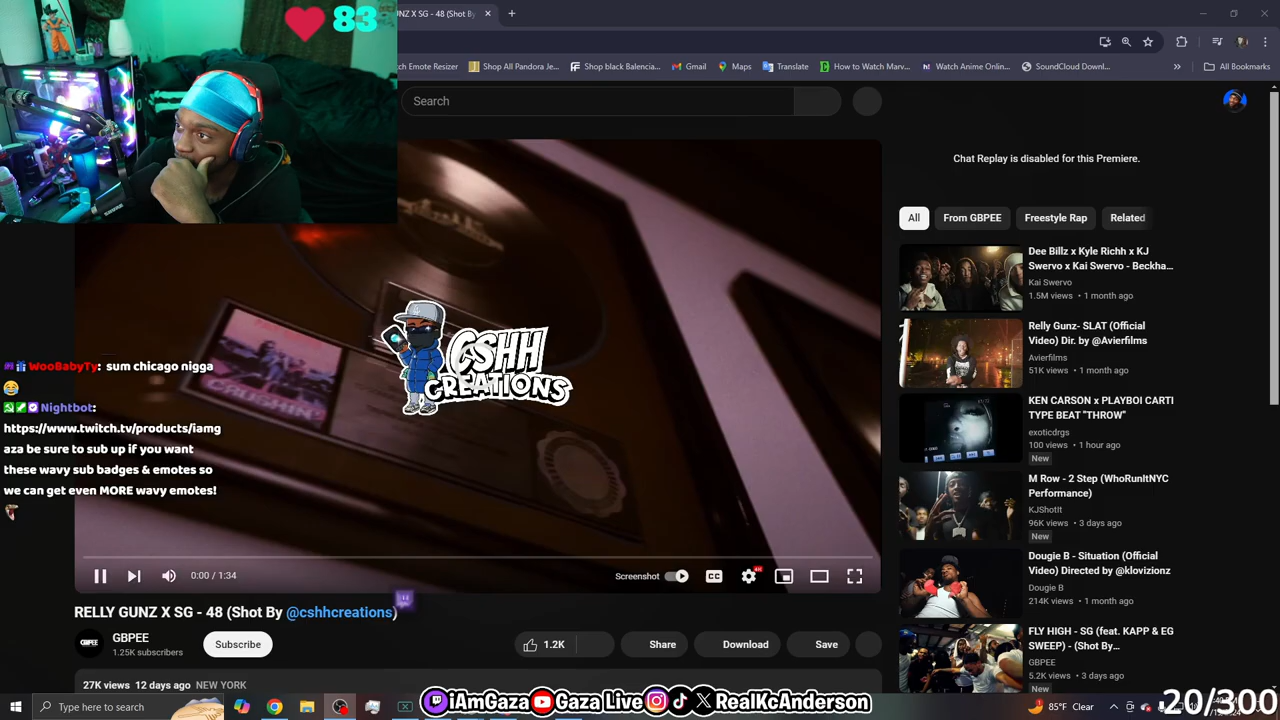 83
NZ X SG - 48 (Shot By
tch Emote Resizer
Shop All Pandora Je...
Shop black Balencia...
Gmail
Maps
Translate
How to Watch Marv...
Watch Anime Onlin...
SoundCloud Downl...
All Bookmarks
Search
Chat Replay is disabled for this Premiere.
All
From GBPEE
Freestyle Rap
Related
Dee Billz x Kyle Richh x KJ
Swervo x Kai Swervo - Beckha...
Kai Swervo
1.5M views • 1 month ago
Relly Gunz- SLAT (Official
Video) Dir. by @Avierfilms
Avierfilms
51K views • 1 month ago
KEN CARSON x PLAYBOI CARTI
TYPE BEAT "THROW"
exoticdrgs
100 views • 1 hour ago
New
M Row - 2 Step (WhoRunItNYC
Performance)
KJShotIt
96K views • 3 days ago
New
Dougie B - Situation (Official
Video) Directed by @klovizionz
Dougie B
214K views • 1 month ago
FLY HIGH - SG (feat. KAPP & EG
SWEEP) - (Shot By...
GBPEE
5.2K views • 3 days ago
New
CSHH
CREATIONS
WooBabyTy: sum chicago nigga
😂
Nightbot:
https://www.twitch.tv/products/iamg
aza be sure to sub up if you want
these wavy sub badges & emotes so
we can get even MORE wavy emotes!
0:00 / 1:34
Screenshot
CC
RELLY GUNZ X SG - 48 (Shot By @cshhcreations)
GBPEE
1.25K subscribers
Subscribe
1.2K
Share
Download
Save
27K views 12 days ago NEW YORK
Type here to search
iAmGaza Gaza Live RealKcAnderson
85°F Clear
20/300